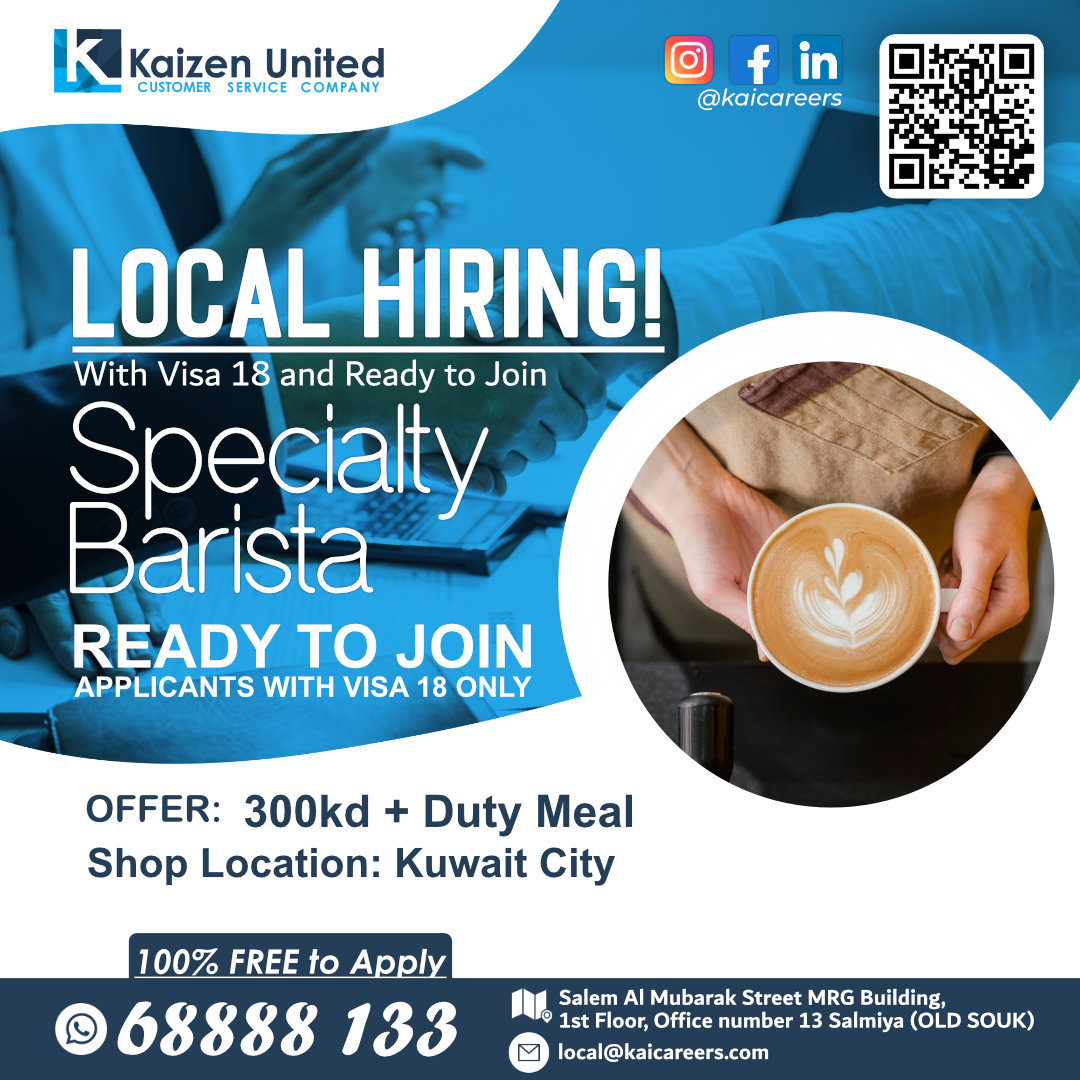 K Kaizen United
CUSTOMER SERVICE COMPANY
@kaicareers
LOCAL HIRING!
With Visa 18 and Ready to Join
Specialty
Barista
READY TO JOIN
APPLICANTS WITH VISA 18 ONLY
OFFER: 300kd + Duty Meal
Shop Location: Kuwait City
100% FREE to Apply
68888 133
Salem Al Mubarak Street MRG Building,
1st Floor, Office number 13 Salmiya (OLD SOUK)
local@kaicareers.com